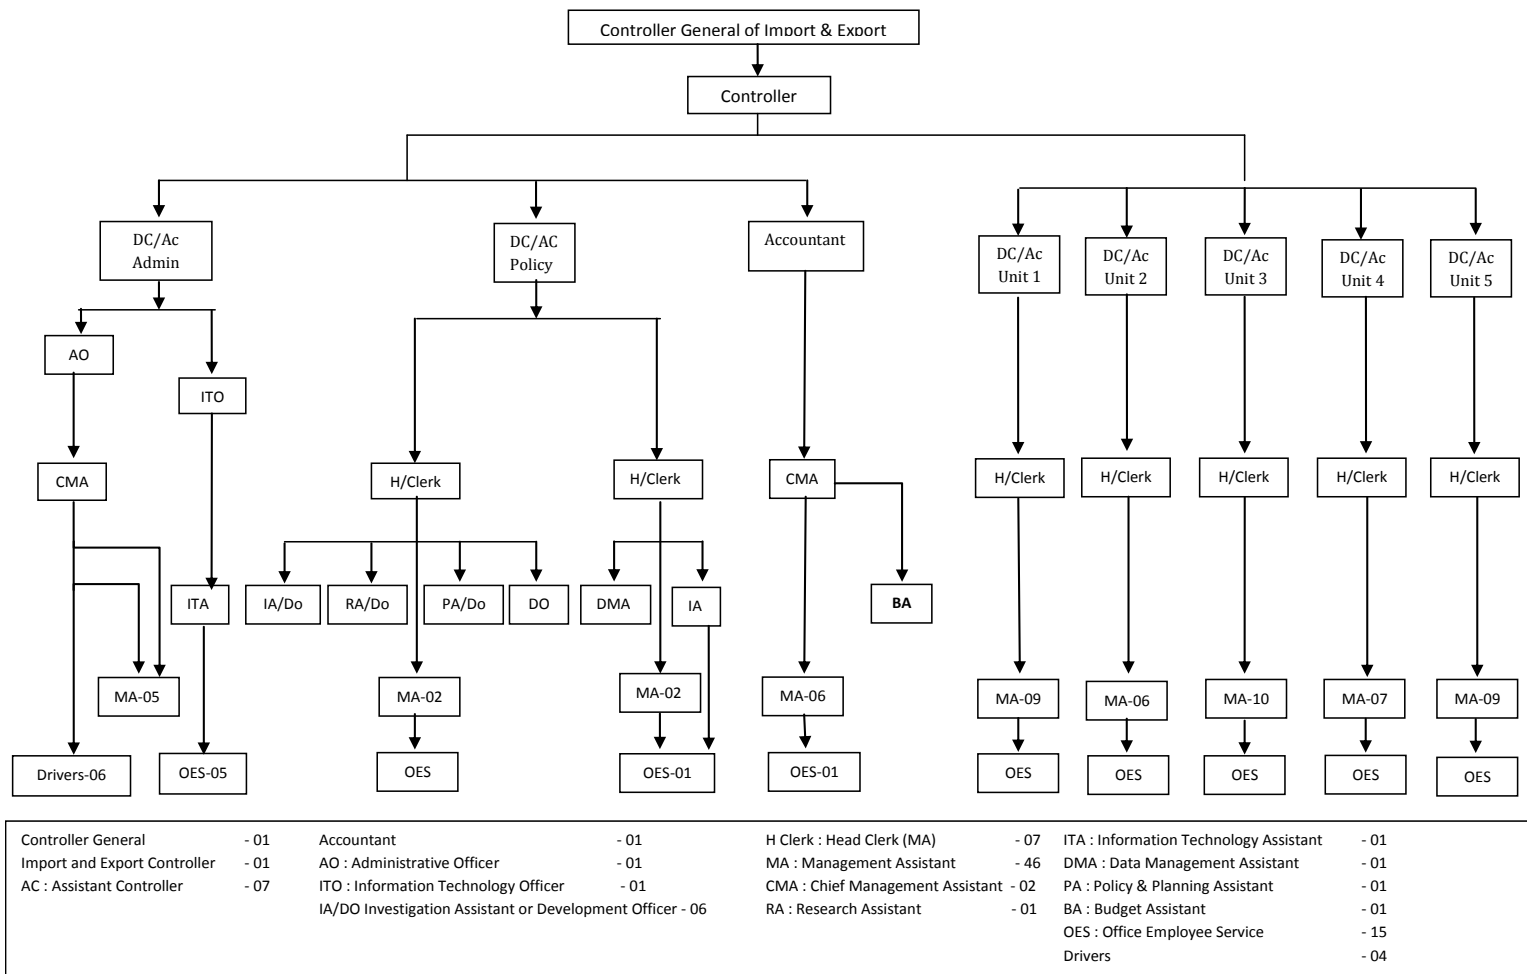 Controller General of Import & Export
Controller
DC/Ac
Admin
DC/AC
Policy
Accountant
DC/Ac
Unit 1
DC/Ac
Unit 2
DC/Ac
Unit 3
DC/Ac
Unit 4
DC/Ac
Unit 5
AO
ITO
CMA
H/Clerk
H/Clerk
CMA
H/Clerk
H/Clerk
H/Clerk
H/Clerk
H/Clerk
ITA
IA/Do
RA/Do
PA/Do
DO
DMA
IA
BA
MA-05
MA-02
MA-02
MA-06
MA-09
MA-06
MA-10
MA-07
MA-09
Drivers-06
OES-05
OES
OES-01
OES-01
OES
OES
OES
OES
OES
Controller General - 01
Import and Export Controller - 01
AC : Assistant Controller - 07
Accountant - 01
AO : Administrative Officer - 01
ITO : Information Technology Officer - 01
IA/DO Investigation Assistant or Development Officer - 06
H Clerk : Head Clerk (MA) - 07
MA : Management Assistant - 46
CMA : Chief Management Assistant - 02
RA : Research Assistant - 01
ITA : Information Technology Assistant - 01
DMA : Data Management Assistant - 01
PA : Policy & Planning Assistant - 01
BA : Budget Assistant - 01
OES : Office Employee Service - 15
Drivers - 04